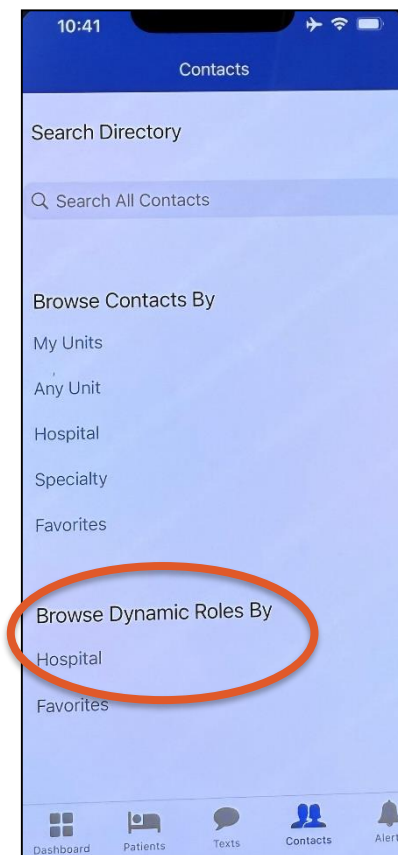 10:41
Contacts
Search Directory
Search All Contacts
Browse Contacts By
My Units
Any Unit
Hospital
Specialty
Favorites
Browse Dynamic Roles By
Hospital
Favorites
Dashboard Patients Texts Contacts Alert